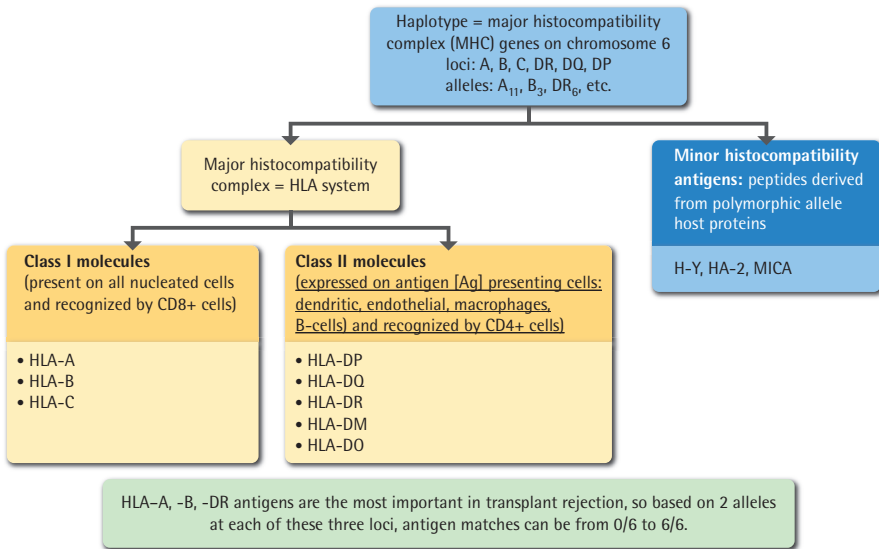 Haplotype = major histocompatibility
complex (MHC) genes on chromosome 6
loci: A, B, C, DR, DQ, DP
alleles: A11, B3, DR6, etc.
Major histocompatibility
complex = HLA system
Minor histocompatibility
antigens: peptides derived
from polymorphic allele
host proteins
H-Y, HA-2, MICA
Class I molecules
(present on all nucleated cells
and recognized by CD8+ cells)
• HLA-A
• HLA-B
• HLA-C
Class II molecules
(expressed on antigen [Ag] presenting cells:
dendritic, endothelial, macrophages,
B-cells) and recognized by CD4+ cells)
• HLA-DP
• HLA-DQ
• HLA-DR
• HLA-DM
• HLA-DO
HLA–A, -B, -DR antigens are the most important in transplant rejection, so based on 2 alleles
at each of these three loci, antigen matches can be from 0/6 to 6/6.